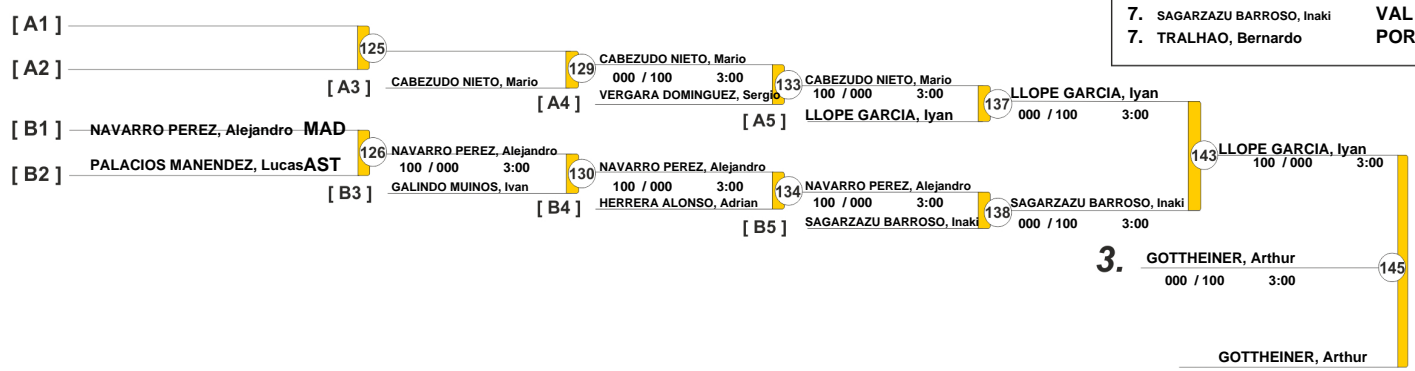 7. SAGARZAZU BARROSO, Inaki VAL
7. TRALHAO, Bernardo POR
[ A1 ]
125
[ A2 ]
[ A3 ] CABEZUDO NIETO, Mario
129
CABEZUDO NIETO, Mario
000 / 100 3:00
[ A4 ] VERGARA DOMINGUEZ, Sergio
133
CABEZUDO NIETO, Mario
100 / 000 3:00
[ A5 ] LLOPE GARCIA, Iyan
137
LLOPE GARCIA, Iyan
000 / 100 3:00
[ B1 ] NAVARRO PEREZ, Alejandro MAD
126
[ B2 ] PALACIOS MANENDEZ, Lucas AST
NAVARRO PEREZ, Alejandro
100 / 000 3:00
[ B3 ] GALINDO MUINOS, Ivan
130
NAVARRO PEREZ, Alejandro
100 / 000 3:00
[ B4 ] HERRERA ALONSO, Adrian
134
NAVARRO PEREZ, Alejandro
100 / 000 3:00
[ B5 ] SAGARZAZU BARROSO, Inaki
138
SAGARZAZU BARROSO, Inaki
000 / 100 3:00
143
LLOPE GARCIA, Iyan
100 / 000 3:00
3. GOTTHEINER, Arthur
000 / 100 3:00
145
GOTTHEINER, Arthur